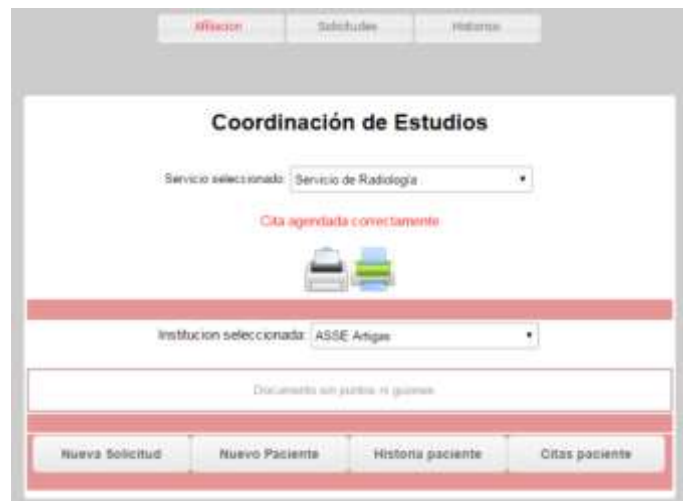 Afiliacion Solicitudes Historios
Coordinación de Estudios
Servicio seleccionado: Servicio de Radiología
Cita agendada correctamente
Institucion seleccionada: ASSE Artigas
Documento sin puntos ni guiones
Nueva Solicitud Nuevo Paciente Historia paciente Citas paciente